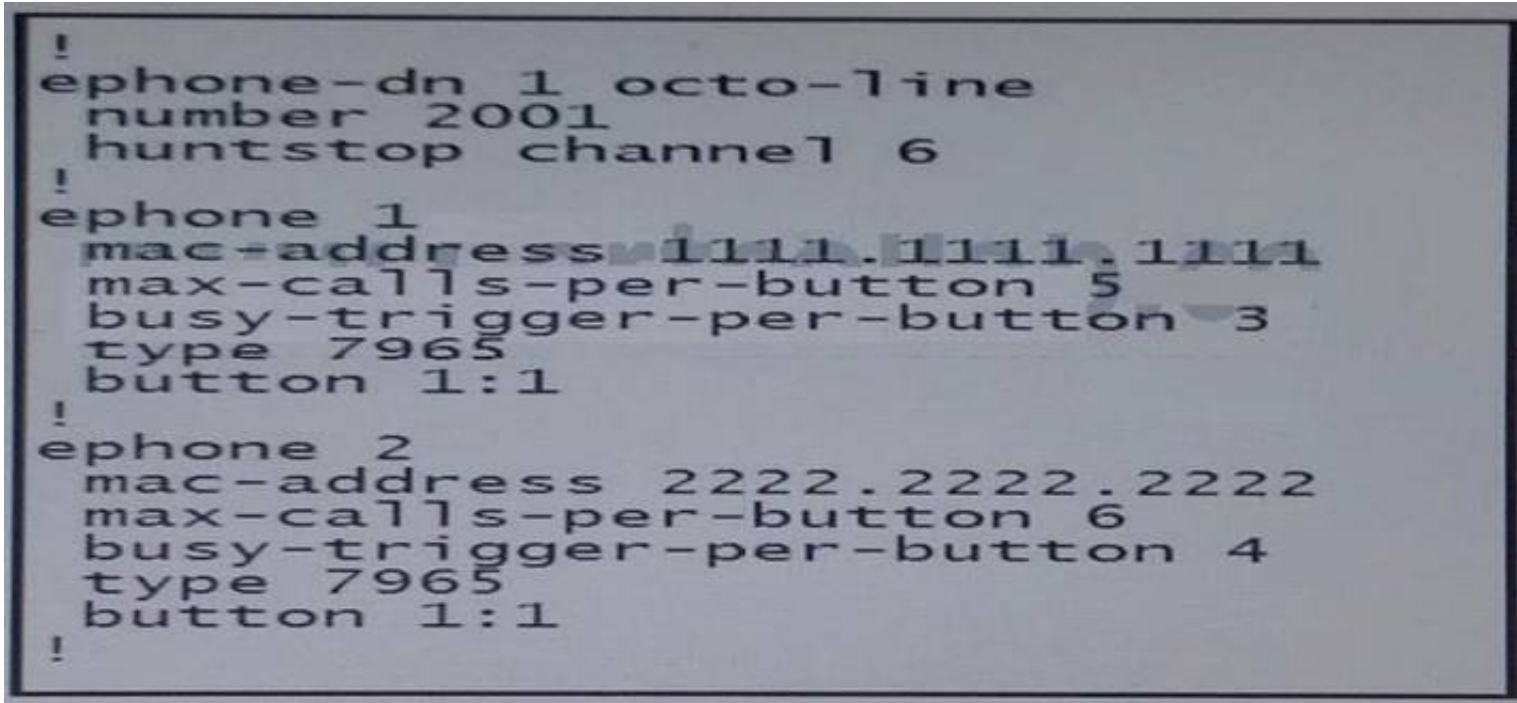 !
ephone-dn 1 octo-line
number 2001
huntstop channel 6
!
ephone 1
mac-address 1111.1111.1111
max-calls-per-button 5
busy-trigger-per-button 3
type 7965
button 1:1
!
ephone 2
mac-address 2222.2222.2222
max-calls-per-button 6
busy-trigger-per-button 4
type 7965
button 1:1
!